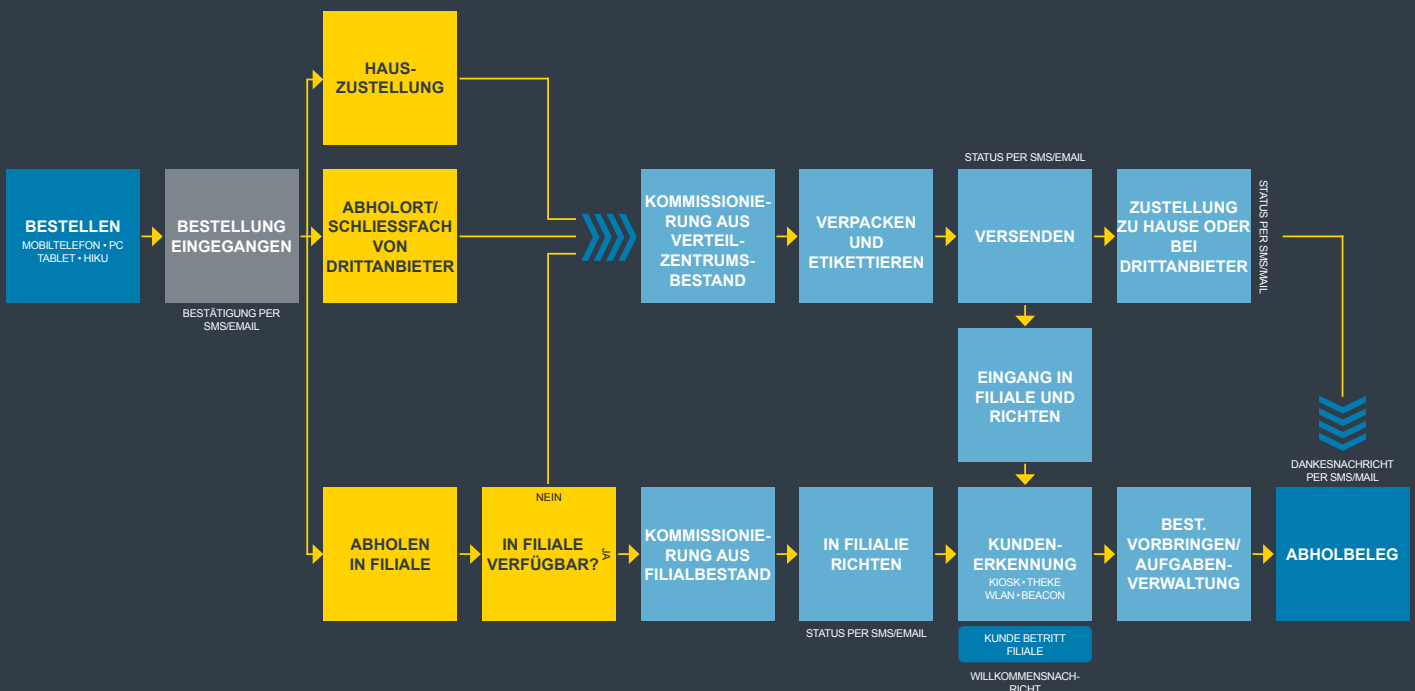 HAUS-
ZUSTELLUNG
BESTELLEN
MOBILTELEFON • PC
TABLET • HIKU
BESTELLUNG
EINGEGANGEN
BESTÄTIGUNG PER
SMS/EMAIL
ABHOLORT/
SCHLIESSFACH
VON
DRITTANBIETER
KOMMISSIONIE-
RUNG AUS
VERTEIL-
ZENTRUMS-
BESTAND
VERPACKEN
UND
ETIKETTIEREN
STATUS PER SMS/EMAIL
VERSENDEN
ZUSTELLUNG
ZU HAUSE ODER
BEI
DRITTANBIETER
STATUS PER SMS/MAIL
EINGANG IN
FILIALE UND
RICHTEN
DANKESNACHRICHT
PER SMS/MAIL
ABHOLEN
IN FILIALE
NEIN
IN FILIALE
VERFÜGBAR?
JA
KOMMISSIONIE-
RUNG AUS
FILIALBESTAND
IN FILIALIE
RICHTEN
STATUS PER SMS/EMAIL
KUNDEN-
ERKENNUNG
KIOSK • THEKE
WLAN • BEACON
KUNDE BETRITT
FILIALE
WILLKOMMENSNACH-
RICHT
BEST.
VORBRINGEN/
AUFGABEN-
VERWALTUNG
ABHOLBELEG